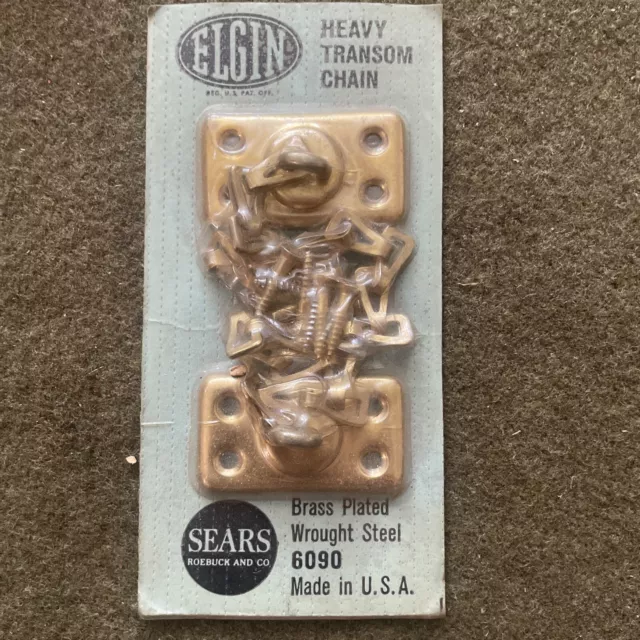 ELGIN
REG. U.S. PAT. OFF.
HEAVY
TRANSOM
CHAIN
SEARS
ROEBUCK AND CO
Brass Plated
Wrought Steel
6090
Made in U.S.A.